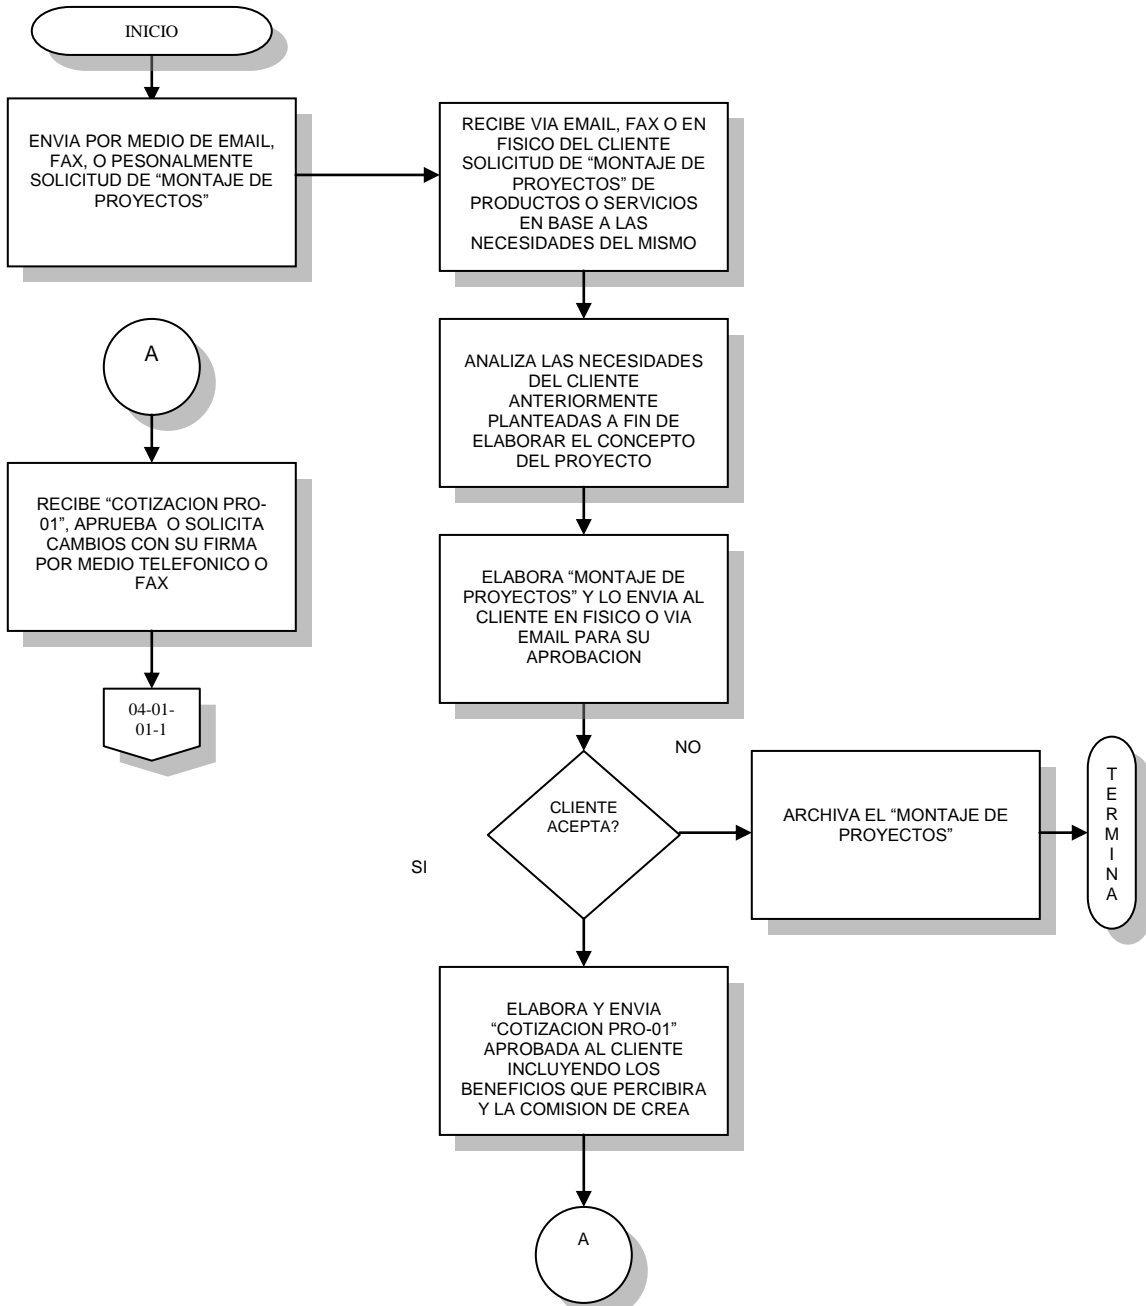 INICIO
ENVIA POR MEDIO DE EMAIL,
FAX, O PESONALMENTE
SOLICITUD DE “MONTAJE DE
PROYECTOS”
RECIBE VIA EMAIL, FAX O EN
FISICO DEL CLIENTE
SOLICITUD DE “MONTAJE DE
PROYECTOS” DE
PRODUCTOS O SERVICIOS
EN BASE A LAS
NECESIDADES DEL MISMO
A
ANALIZA LAS NECESIDADES
DEL CLIENTE
ANTERIORMENTE
PLANTEADAS A FIN DE
ELABORAR EL CONCEPTO
DEL PROYECTO
RECIBE “COTIZACION PRO-
01”, APRUEBA O SOLICITA
CAMBIOS CON SU FIRMA
POR MEDIO TELEFONICO O
FAX
ELABORA “MONTAJE DE
PROYECTOS” Y LO ENVIA AL
CLIENTE EN FISICO O VIA
EMAIL PARA SU
APROBACION
04-01-
01-1
NO
CLIENTE
ACEPTA?
SI
ARCHIVA EL “MONTAJE DE
PROYECTOS”
T
E
R
M
I
N
A
ELABORA Y ENVIA
“COTIZACION PRO-01”
APROBADA AL CLIENTE
INCLUYENDO LOS
BENEFICIOS QUE PERCIBIRA
Y LA COMISION DE CREA
A